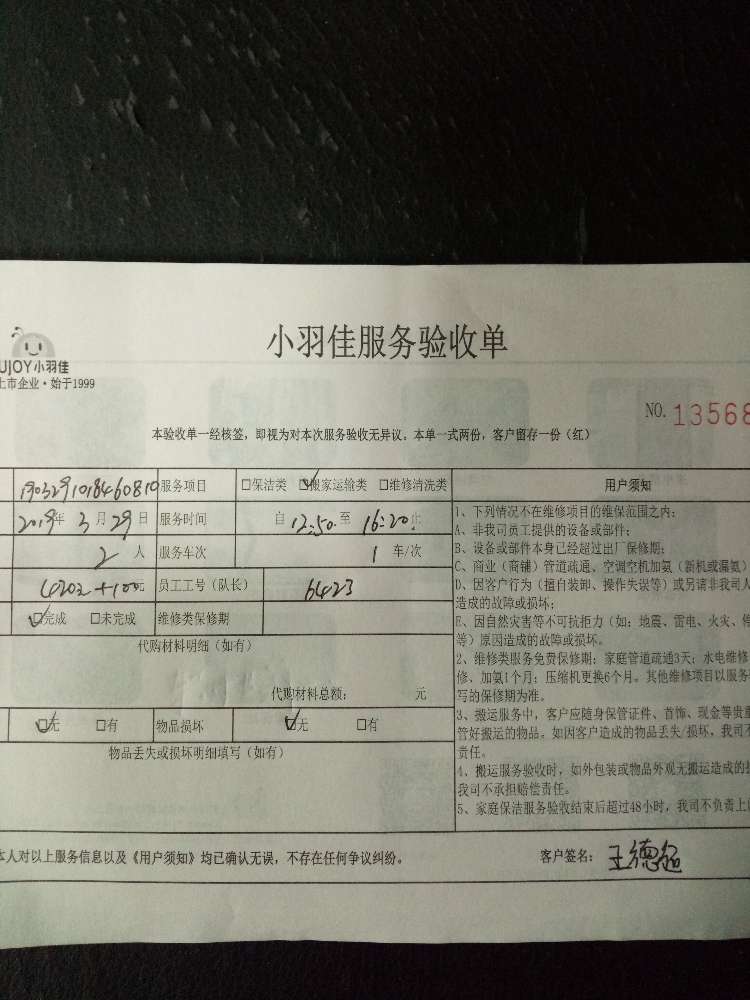 小羽佳服务验收单
UJOY小羽佳
上市企业·始于1999
NO. 13568
本验收单一经核签,即视为对本次服务验收无异议。本单一式两份,客户留存一份(红)
190329101846 0810 服务项目 □保洁类 ☑搬家运输类 □维修清洗类
2019年 3月29日 服务时间 自 12:50 至 16:20止
2 人 服务车次 1 车/次
元 员工工号(队长) 6423
☑完成 □未完成 维修类保修期
代购材料明细(如有)
代购材料总额: 元
☑无 □有 物品损坏 ☑无 □有
物品丢失或损坏明细填写(如有)
用户须知
1、下列情况不在维修项目的维保范围之内:
A、非我司员工提供的设备或部件;
B、设备或部件本身已经超过出厂保修期;
C、商业(商铺)管道疏通、空调空机加氨(新机或漏氨)
D、因客户行为(擅自装卸、操作失误等)或另请非我司人
造成的故障或损坏;
E、因自然灾害等不可抗拒力(如:地震、雷电、火灾、
等)原因造成的故障或损坏。
2、维修类服务免费保修期:家庭管道疏通3天;水电维修
修、加氨1个月;压缩机更换6个月。其他维修项目以服务
写的保修期为准。
3、搬运服务中,客户应随身保管证件、首饰、现金等贵
管好搬运的物品。如因客户造成的物品丢失/损坏,我司不
责任。
4、搬运服务验收时,如外包装或物品外观无搬运造成的
我司不承担赔偿责任。
5、家庭保洁服务验收结束后超过48小时,我司不负责上
本人对以上服务信息以及《用户须知》均已确认无误,不存在任何争议纠纷。 客户签名: 王德